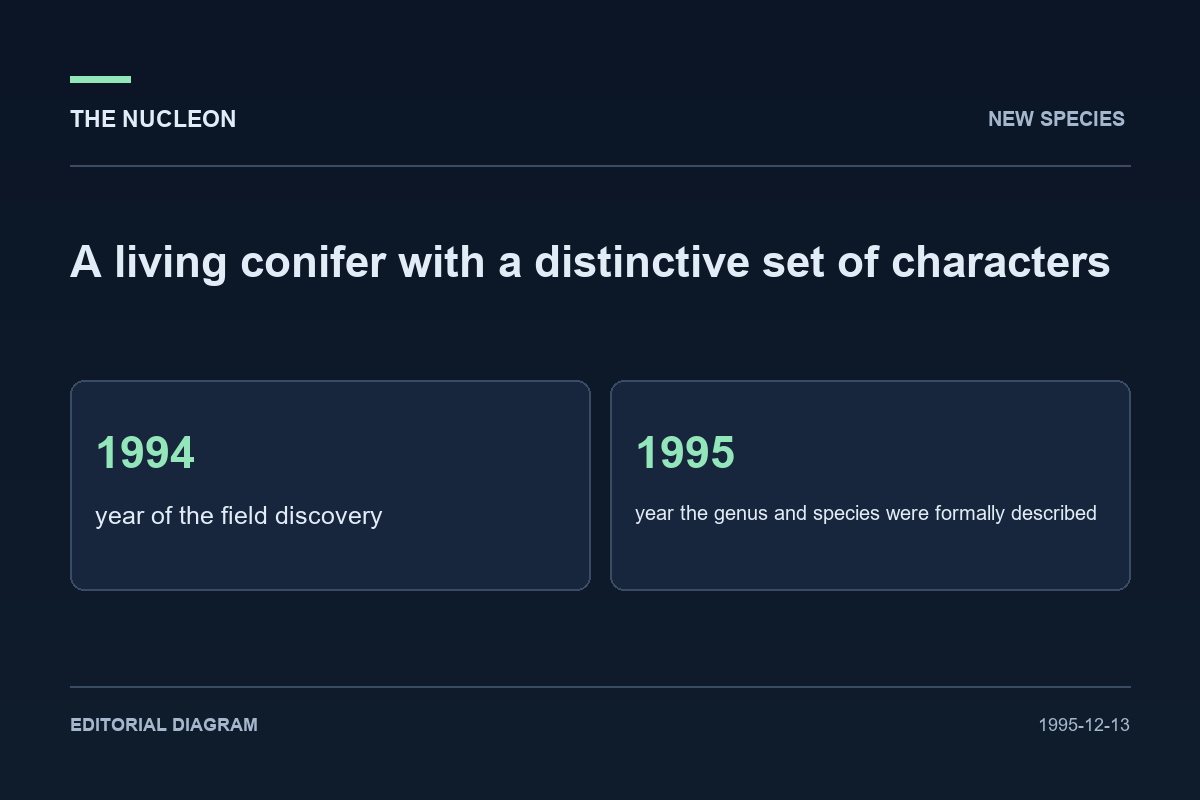 THE NUCLEON
NEW SPECIES
A living conifer with a distinctive set of characters
1994
year of the field discovery
1995
year the genus and species were formally described
EDITORIAL DIAGRAM
1995-12-13